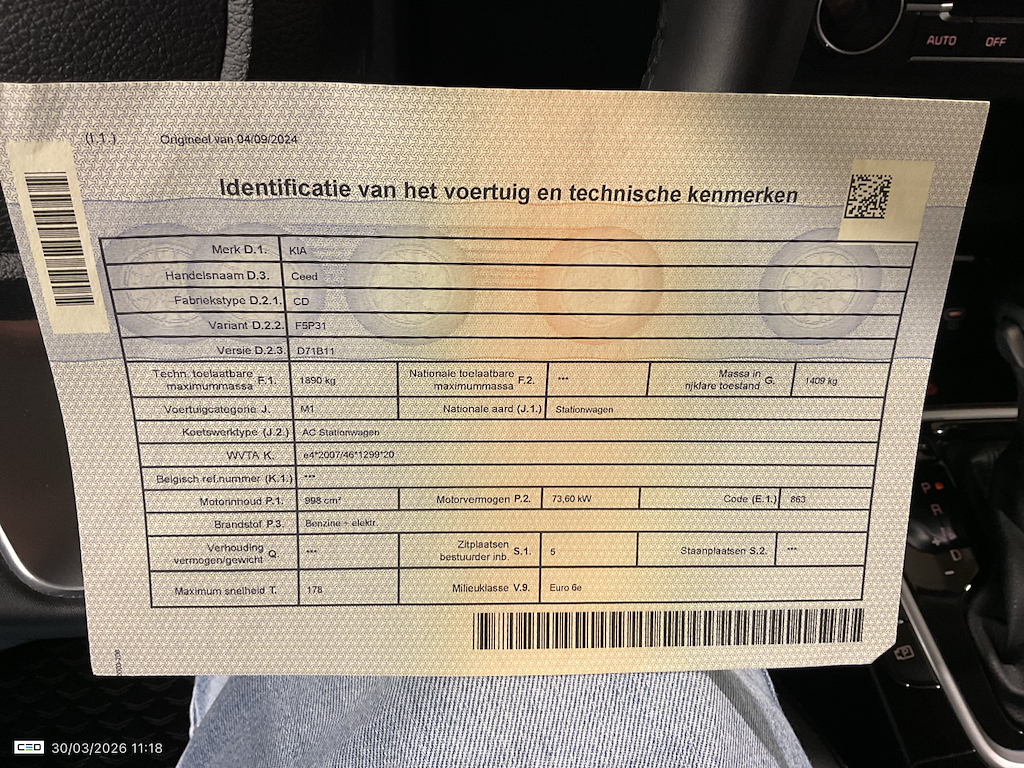 AUTO OFF
(I.1.) Origineel van 04/09/2024
Identificatie van het voertuig en technische kenmerken
Merk D.1. KIA
Handelsnaam D.3. Ceed
Fabriekstype D.2.1. CD
Variant D.2.2. F5P31
Versie D.2.3. D71B11
Techn. toelaatbare maximummassa F.1. 1890 kg Nationale toelaatbare maximummassa F.2. *** Massa in rijklare toestand G. 1409 kg
Voertuigcategorie J. M1 Nationale aard (J.1.) Stationwagen
Koetswerktype (J.2.) AC Stationwagen
WVTA K. e4*2007/46*1299*20
Belgisch ref.nummer (K.1.) ***
Motorinhoud P.1. 998 cm³ Motorvermogen P.2. 73,60 kW Code (E.1.) 863
Brandstof P.3. Benzine + elektr.
Verhouding vermogen/gewicht Q. *** Zitplaatsen bestuurder inb. S.1. 5 Staanplaatsen S.2. ***
Maximum snelheid T. 178 Milieuklasse V.9. Euro 6e
P
R
D
P
CEO 30/03/2026 11:18